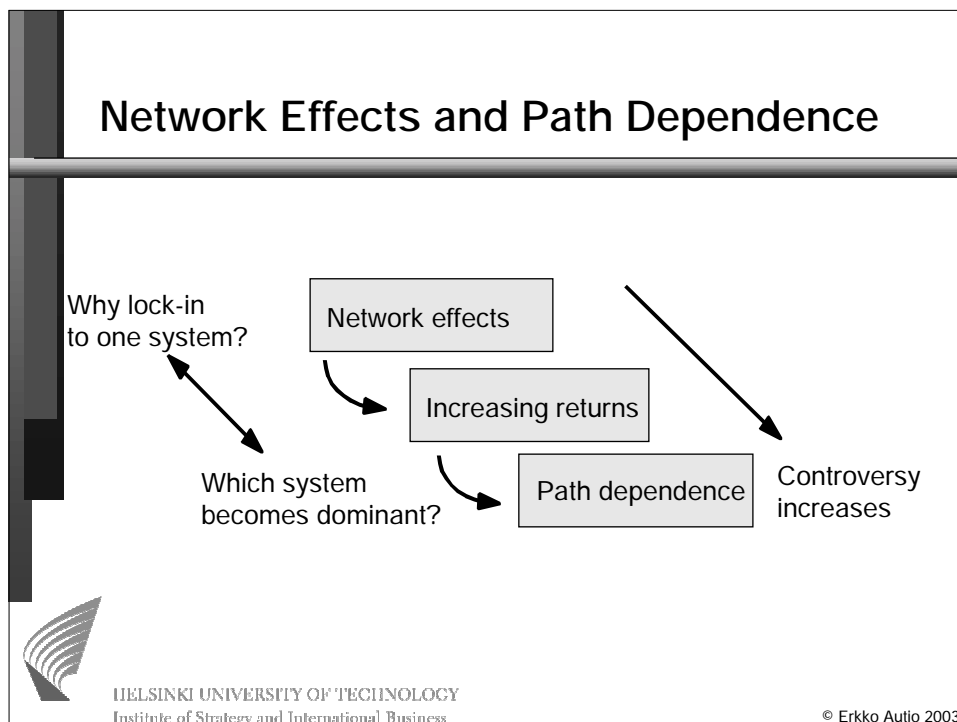 Network Effects and Path Dependence
Why lock-in
to one system?
Network effects
Increasing returns
Which system
becomes dominant?
Path dependence
Controversy
increases
HELSINKI UNIVERSITY OF TECHNOLOGY
Institute of Strategy and International Business
© Erkko Autio 2003